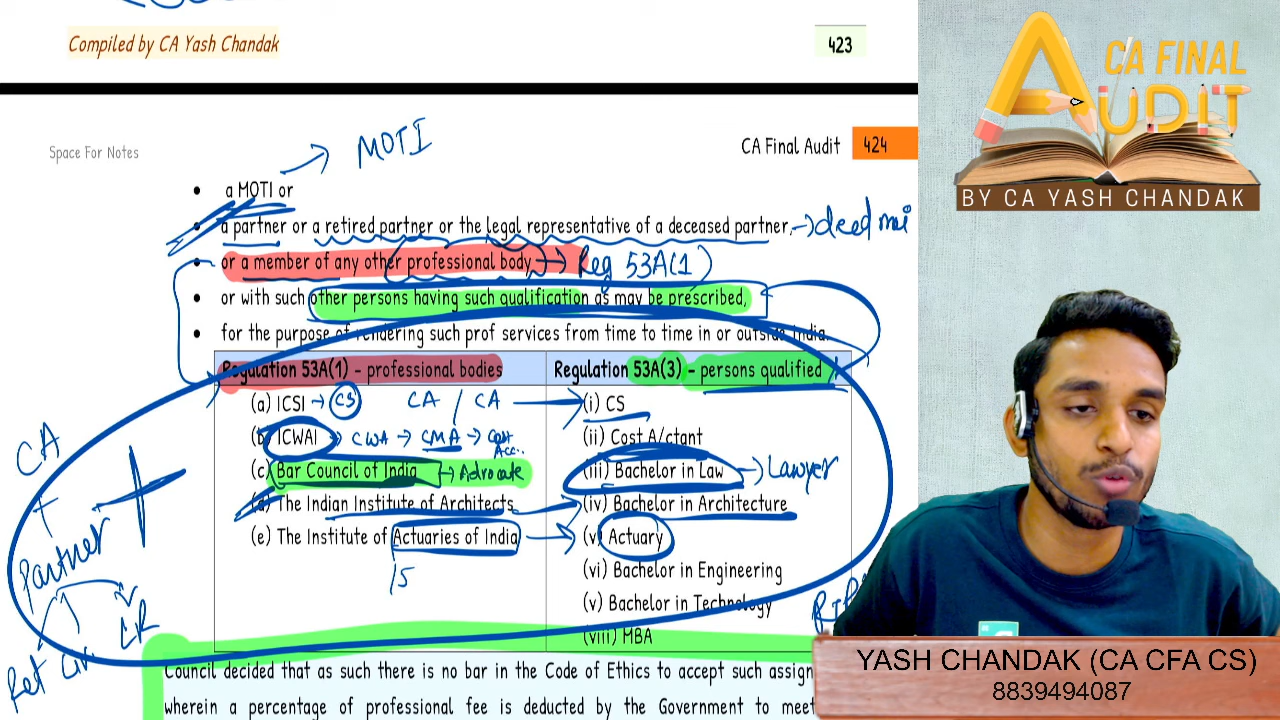 Compiled by CA Yash Chandak
423
Space For Notes
CA Final Audit 424
MOTI
• a MOTI or
• a partner or a retired partner or the legal representative of a deceased partner,
• or a member of any other professional body → Reg 53A(1)
• or with such other persons having such qualification as may be prescribed,
• for the purpose of rendering such prof services from time to time in or outside India.
Regulation 53A(1) - professional bodies
Regulation 53A(3) - persons qualified
(a) ICSI → CS CA / CA
(b) ICWAI → CWA → CMA → Cost Acc..
(c) Bar Council of India → Advocate
(d) The Indian Institute of Architects
(e) The Institute of Actuaries of India
15
(i) CS
(ii) Cost A/ctant
(iii) Bachelor in Law → Lawyer
(iv) Bachelor in Architecture
(v) Actuary
(vi) Bachelor in Engineering
(v) Bachelor in Technology
(viii) MBA
CA
+
Partner
Ret
LR
Council decided that as such there is no bar in the Code of Ethics to accept such assign
wherein a percentage of professional fee is deducted by the Government to meet
CA FINAL
AUDIT
BY CA YASH CHANDAK
YASH CHANDAK (CA CFA CS)
8839494087